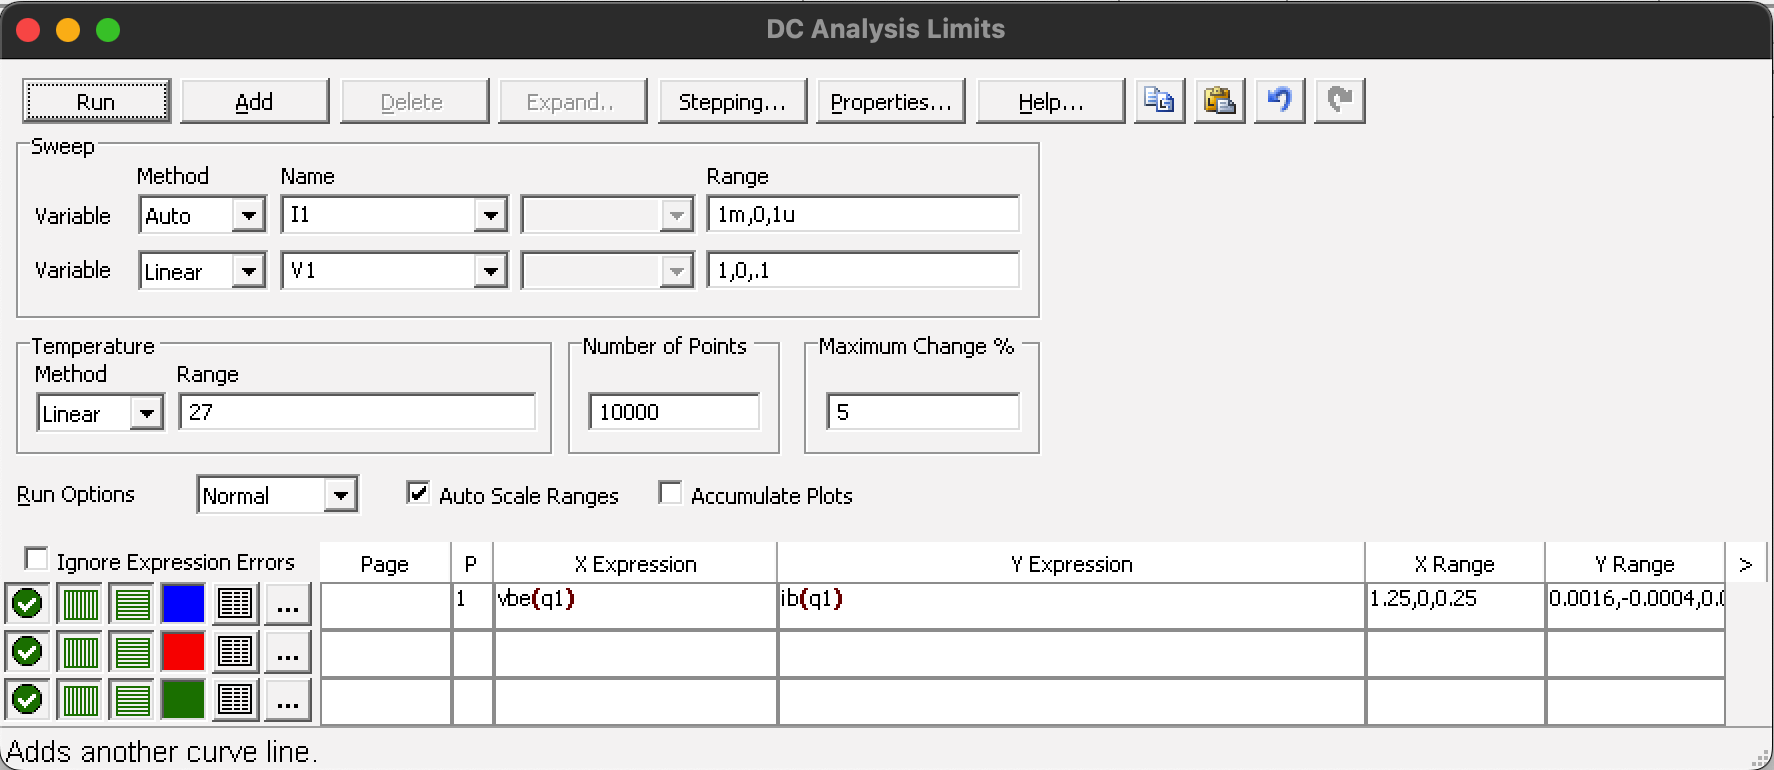 DC Analysis Limits
Run Add Delete Expand.. Stepping... Properties... Help...
Sweep
Method Name Range
Variable Auto I1 1m,0,1u
Variable Linear V1 1,0,.1
Temperature Number of Points Maximum Change %
Method Range
Linear 27 10000 5
Run Options Normal Auto Scale Ranges Accumulate Plots
Ignore Expression Errors Page P X Expression Y Expression X Range Y Range >
... 1 vbe(q1) ib(q1) 1.25,0,0.25 0.0016,-0.0004,0.0
...
...
Adds another curve line.